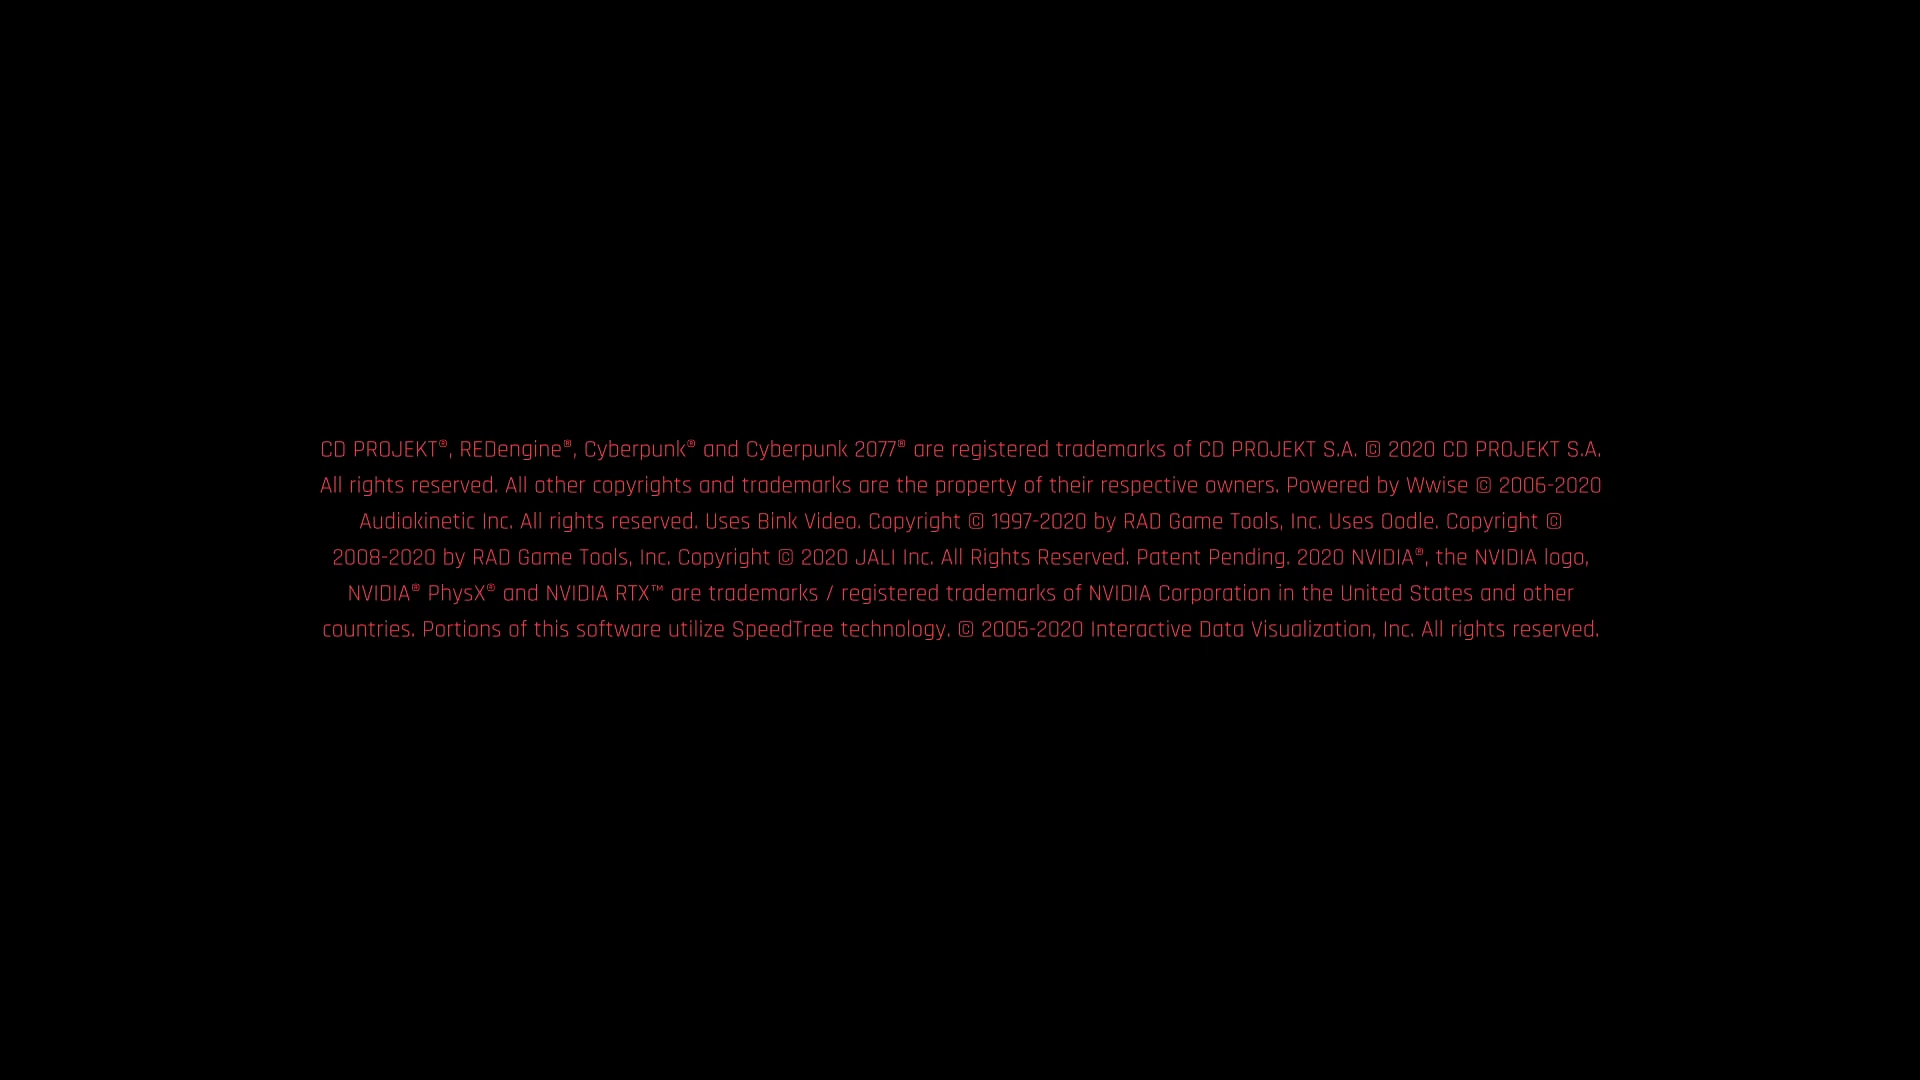 CD PROJEKT®, REDengine®, Cyberpunk® and Cyberpunk 2077® are registered trademarks of CD PROJEKT S.A. © 2020 CD PROJEKT S.A.
All rights reserved. All other copyrights and trademarks are the property of their respective owners. Powered by Wwise © 2006-2020
Audiokinetic Inc. All rights reserved. Uses Bink Video. Copyright © 1997-2020 by RAD Game Tools, Inc. Uses Oodle. Copyright ©
2008-2020 by RAD Game Tools, Inc. Copyright © 2020 JALI Inc. All Rights Reserved. Patent Pending. 2020 NVIDIA®, the NVIDIA logo,
NVIDIA® PhysX® and NVIDIA RTX™ are trademarks / registered trademarks of NVIDIA Corporation in the United States and other
countries. Portions of this software utilize SpeedTree technology. © 2005-2020 Interactive Data Visualization, Inc. All rights reserved.